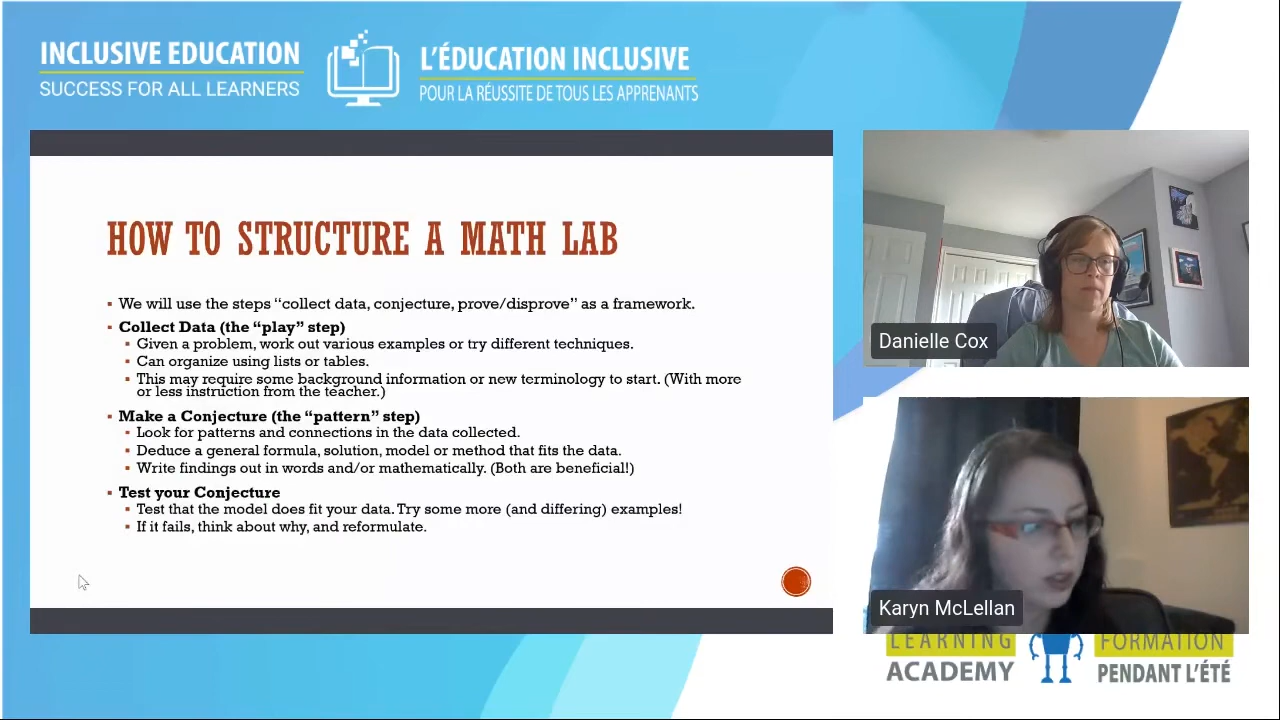 INCLUSIVE EDUCATION
SUCCESS FOR ALL LEARNERS
L'ÉDUCATION INCLUSIVE
POUR LA RÉUSSITE DE TOUS LES APPRENANTS
HOW TO STRUCTURE A MATH LAB
▪ We will use the steps “collect data, conjecture, prove/disprove” as a framework.
▪ Collect Data (the “play” step)
▪ Given a problem, work out various examples or try different techniques.
▪ Can organize using lists or tables.
▪ This may require some background information or new terminology to start. (With more
or less instruction from the teacher.)
▪ Make a Conjecture (the “pattern” step)
▪ Look for patterns and connections in the data collected.
▪ Deduce a general formula, solution, model or method that fits the data.
▪ Write findings out in words and/or mathematically. (Both are beneficial!)
▪ Test your Conjecture
▪ Test that the model does fit your data. Try some more (and differing) examples!
▪ If it fails, think about why, and reformulate.
Danielle Cox
Karyn McLellan
LEARNING
ACADEMY
FORMATION
PENDANT L'ÉTÉ